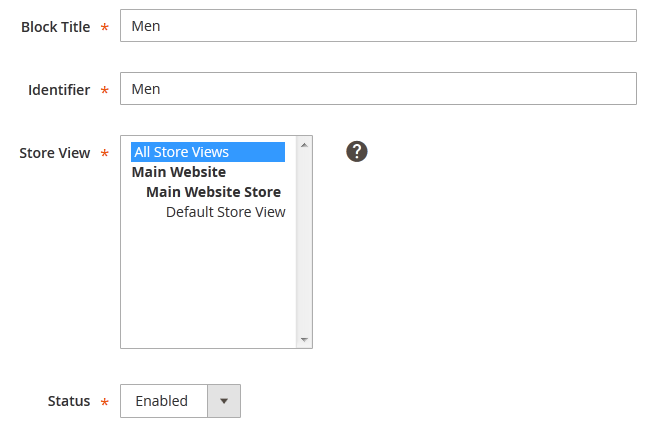 Block Title * Men
Identifier * Men
Store View * All Store Views ?
Main Website
Main Website Store
Default Store View
Status * Enabled